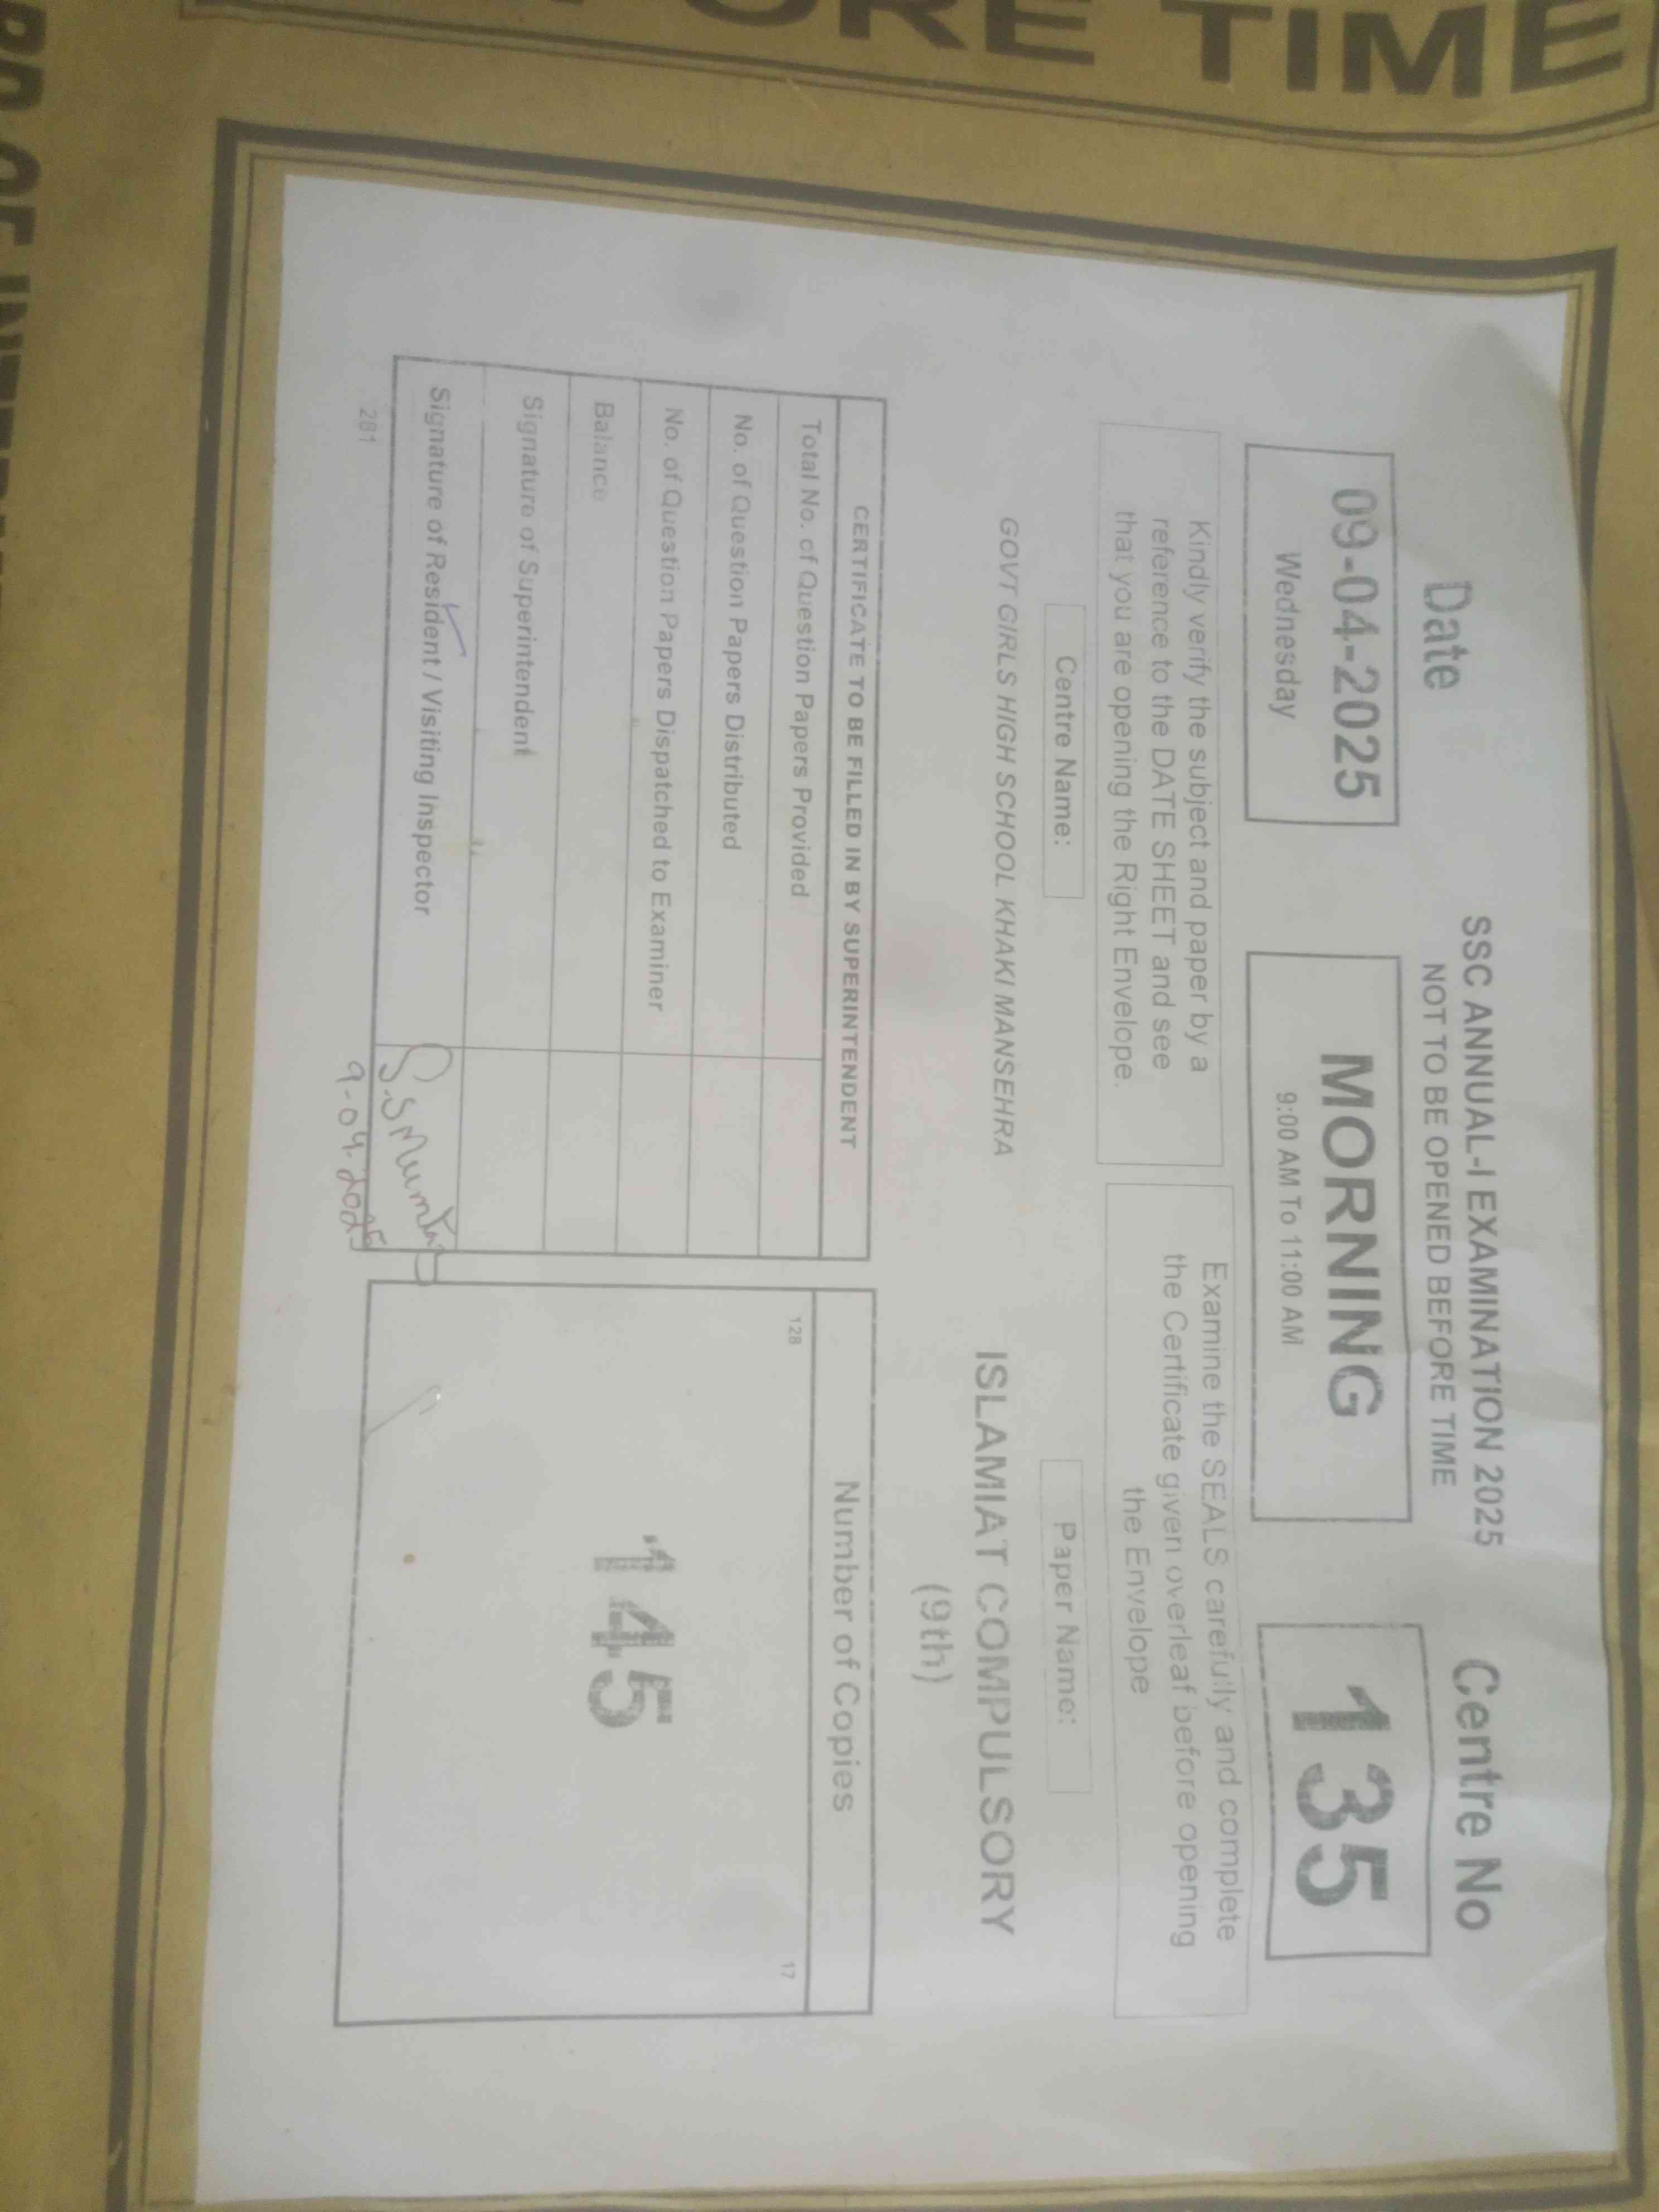 ORE TIME
SSC ANNUAL-I EXAMINATION 2025
NOT TO BE OPENED BEFORE TIME
Date
Centre No
09-04-2025
Wednesday
MORNING
9:00 AM To 11:00 AM
135
Kindly verify the subject and paper by a
reference to the DATE SHEET and see
that you are opening the Right Envelope.
Examine the SEALS carefully and complete
the Certificate given overleaf before opening
the Envelope
Centre Name:
Paper Name:
GOVT GIRLS HIGH SCHOOL KHAKI MANSEHRA
ISLAMIAT COMPULSORY
(9th)
CERTIFICATE TO BE FILLED IN BY SUPERINTENDENT
Total No. of Question Papers Provided
No. of Question Papers Distributed
No. of Question Papers Dispatched to Examiner
Balance
Signature of Superintendent
Signature of Resident / Visiting Inspector
9-04-2025
281
Number of Copies
128
17
145